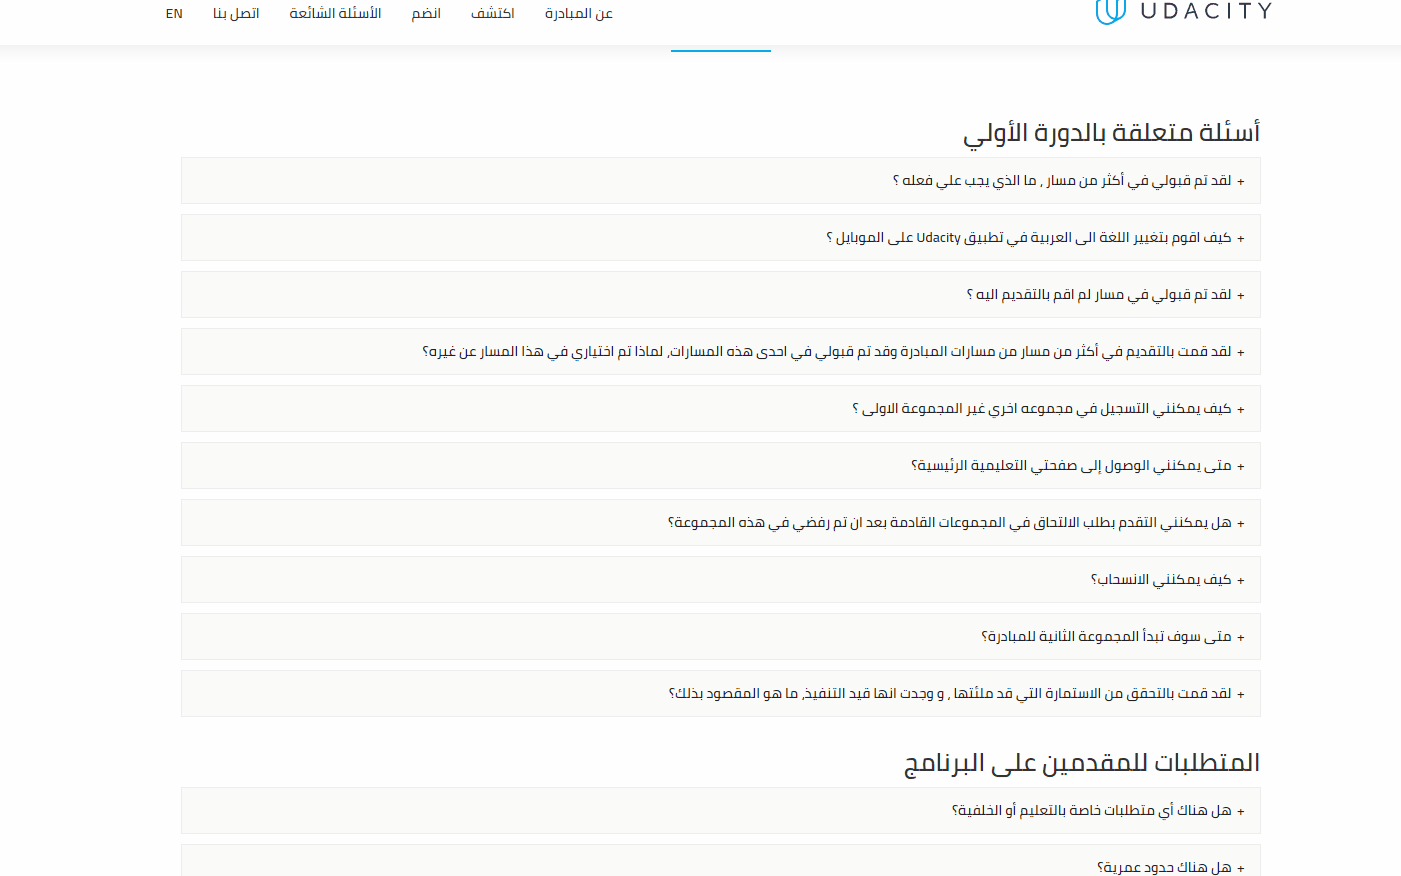 UDACITY
عن المبادرة
اكتشف
انضم
الأسئلة الشائعة
اتصل بنا
EN
أسئلة متعلقة بالدورة الأولي
+ لقد تم قبولي في أكثر من مسار , ما الذي يجب علي فعله ؟
+ كيف اقوم بتغيير اللغة الى العربية في تطبيق Udacity على الموبايل ؟
+ لقد تم قبولي في مسار لم اقم بالتقديم اليه ؟
+ لقد قمت بالتقديم في أكثر من مسار من مسارات المبادرة وقد تم قبولي في احدى هذه المسارات, لماذا تم اختياري في هذا المسار عن غيره؟
+ كيف يمكنني التسجيل في مجموعه اخري غير المجموعة الاولى ؟
+ متى يمكنني الوصول إلى صفحتي التعليمية الرئيسية؟
+ هل يمكنني التقدم بطلب الالتحاق في المجموعات القادمة بعد ان تم رفضي في هذه المجموعة؟
+ كيف يمكنني الانسحاب؟
+ متى سوف تبدأ المجموعة الثانية للمبادرة؟
+ لقد قمت بالتحقق من الاستمارة التي قد ملئتها , و وجدت انها قيد التنفيذ, ما هو المقصود بذلك؟
المتطلبات للمقدمين على البرنامج
+ هل هناك أي متطلبات خاصة بالتعليم أو الخلفية؟
+ هل هناك حدود عمرية؟